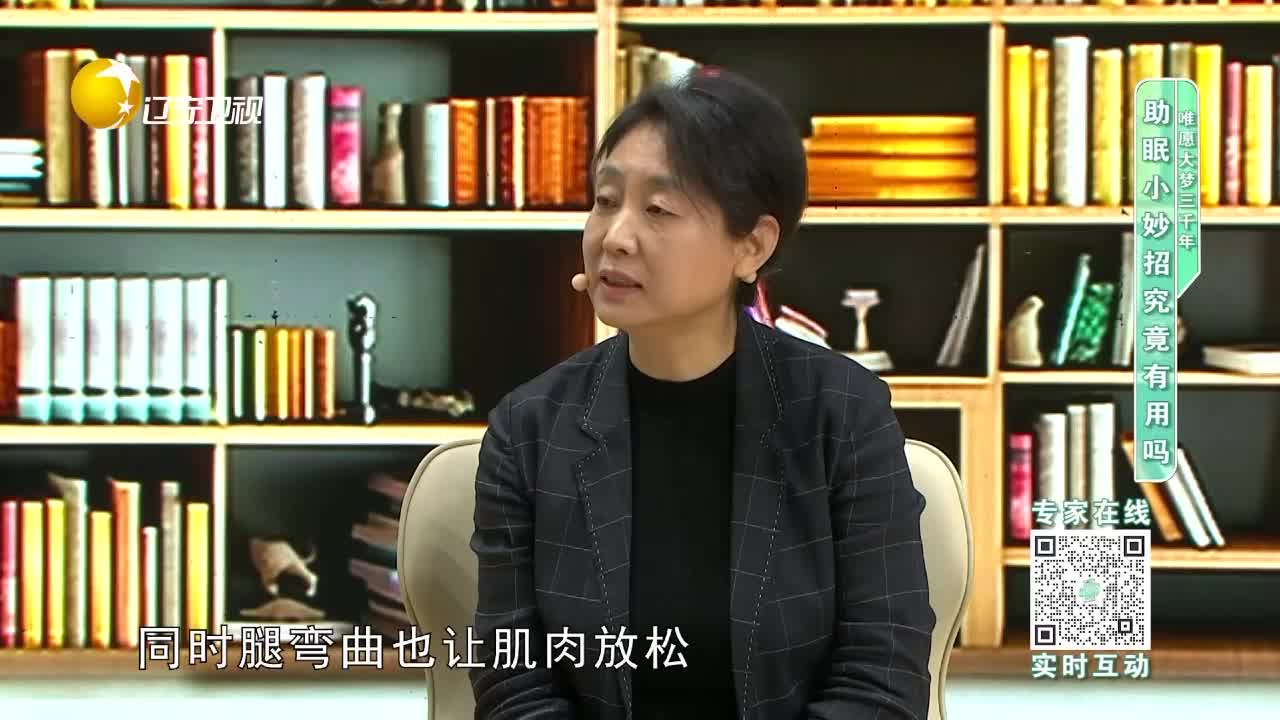 辽宁卫视
唯愿大梦三千年
助眠小妙招究竟有用吗
专家在线
实时互动
同时腿弯曲也让肌肉放松